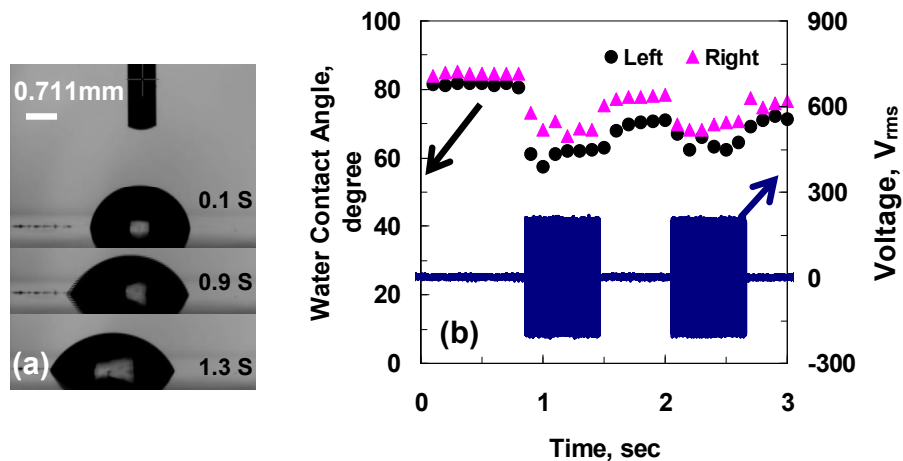 0.711mm
0.1 S
0.9 S
1.3 S
(a)
Water Contact Angle,
degree
100
80
60
40
20
0
Left
Right
(b)
900
600
300
0
-300
Voltage, Vrms
0
1
2
3
Time, sec